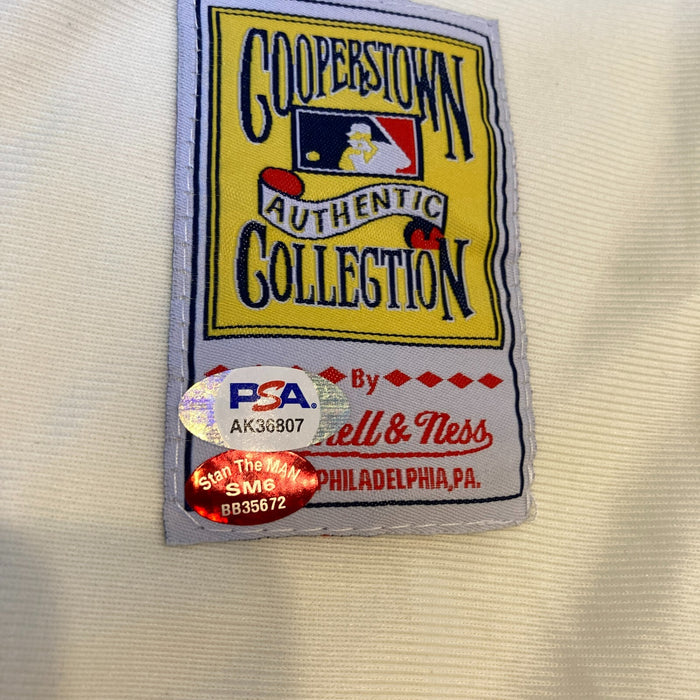 COOPERSTOWN
AUTHENTIC
COLLECTION
By
PSA®
AK36807
ell & Ness
PHILADELPHIA, PA.
Stan The MAN
SM6
BB35672